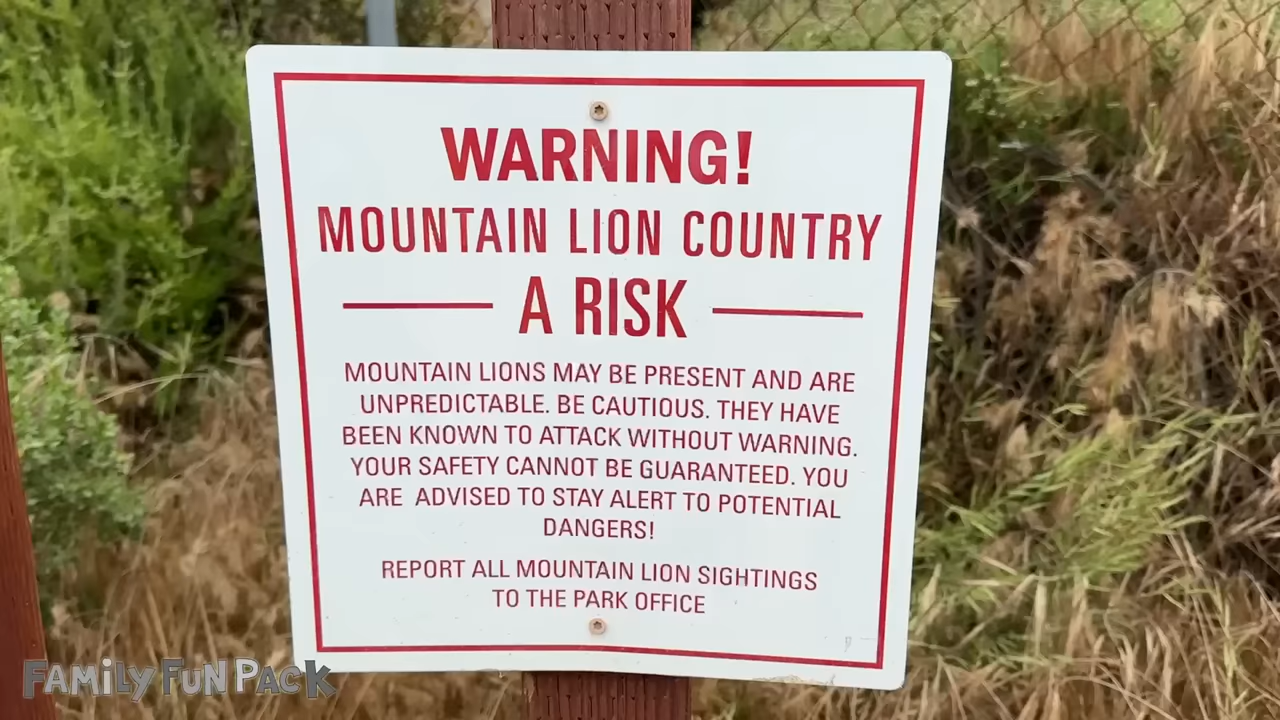 WARNING!
MOUNTAIN LION COUNTRY
A RISK
MOUNTAIN LIONS MAY BE PRESENT AND ARE
UNPREDICTABLE. BE CAUTIOUS. THEY HAVE
BEEN KNOWN TO ATTACK WITHOUT WARNING.
YOUR SAFETY CANNOT BE GUARANTEED. YOU
ARE ADVISED TO STAY ALERT TO POTENTIAL
DANGERS!
REPORT ALL MOUNTAIN LION SIGHTINGS
TO THE PARK OFFICE
FAMILY FUN PACK